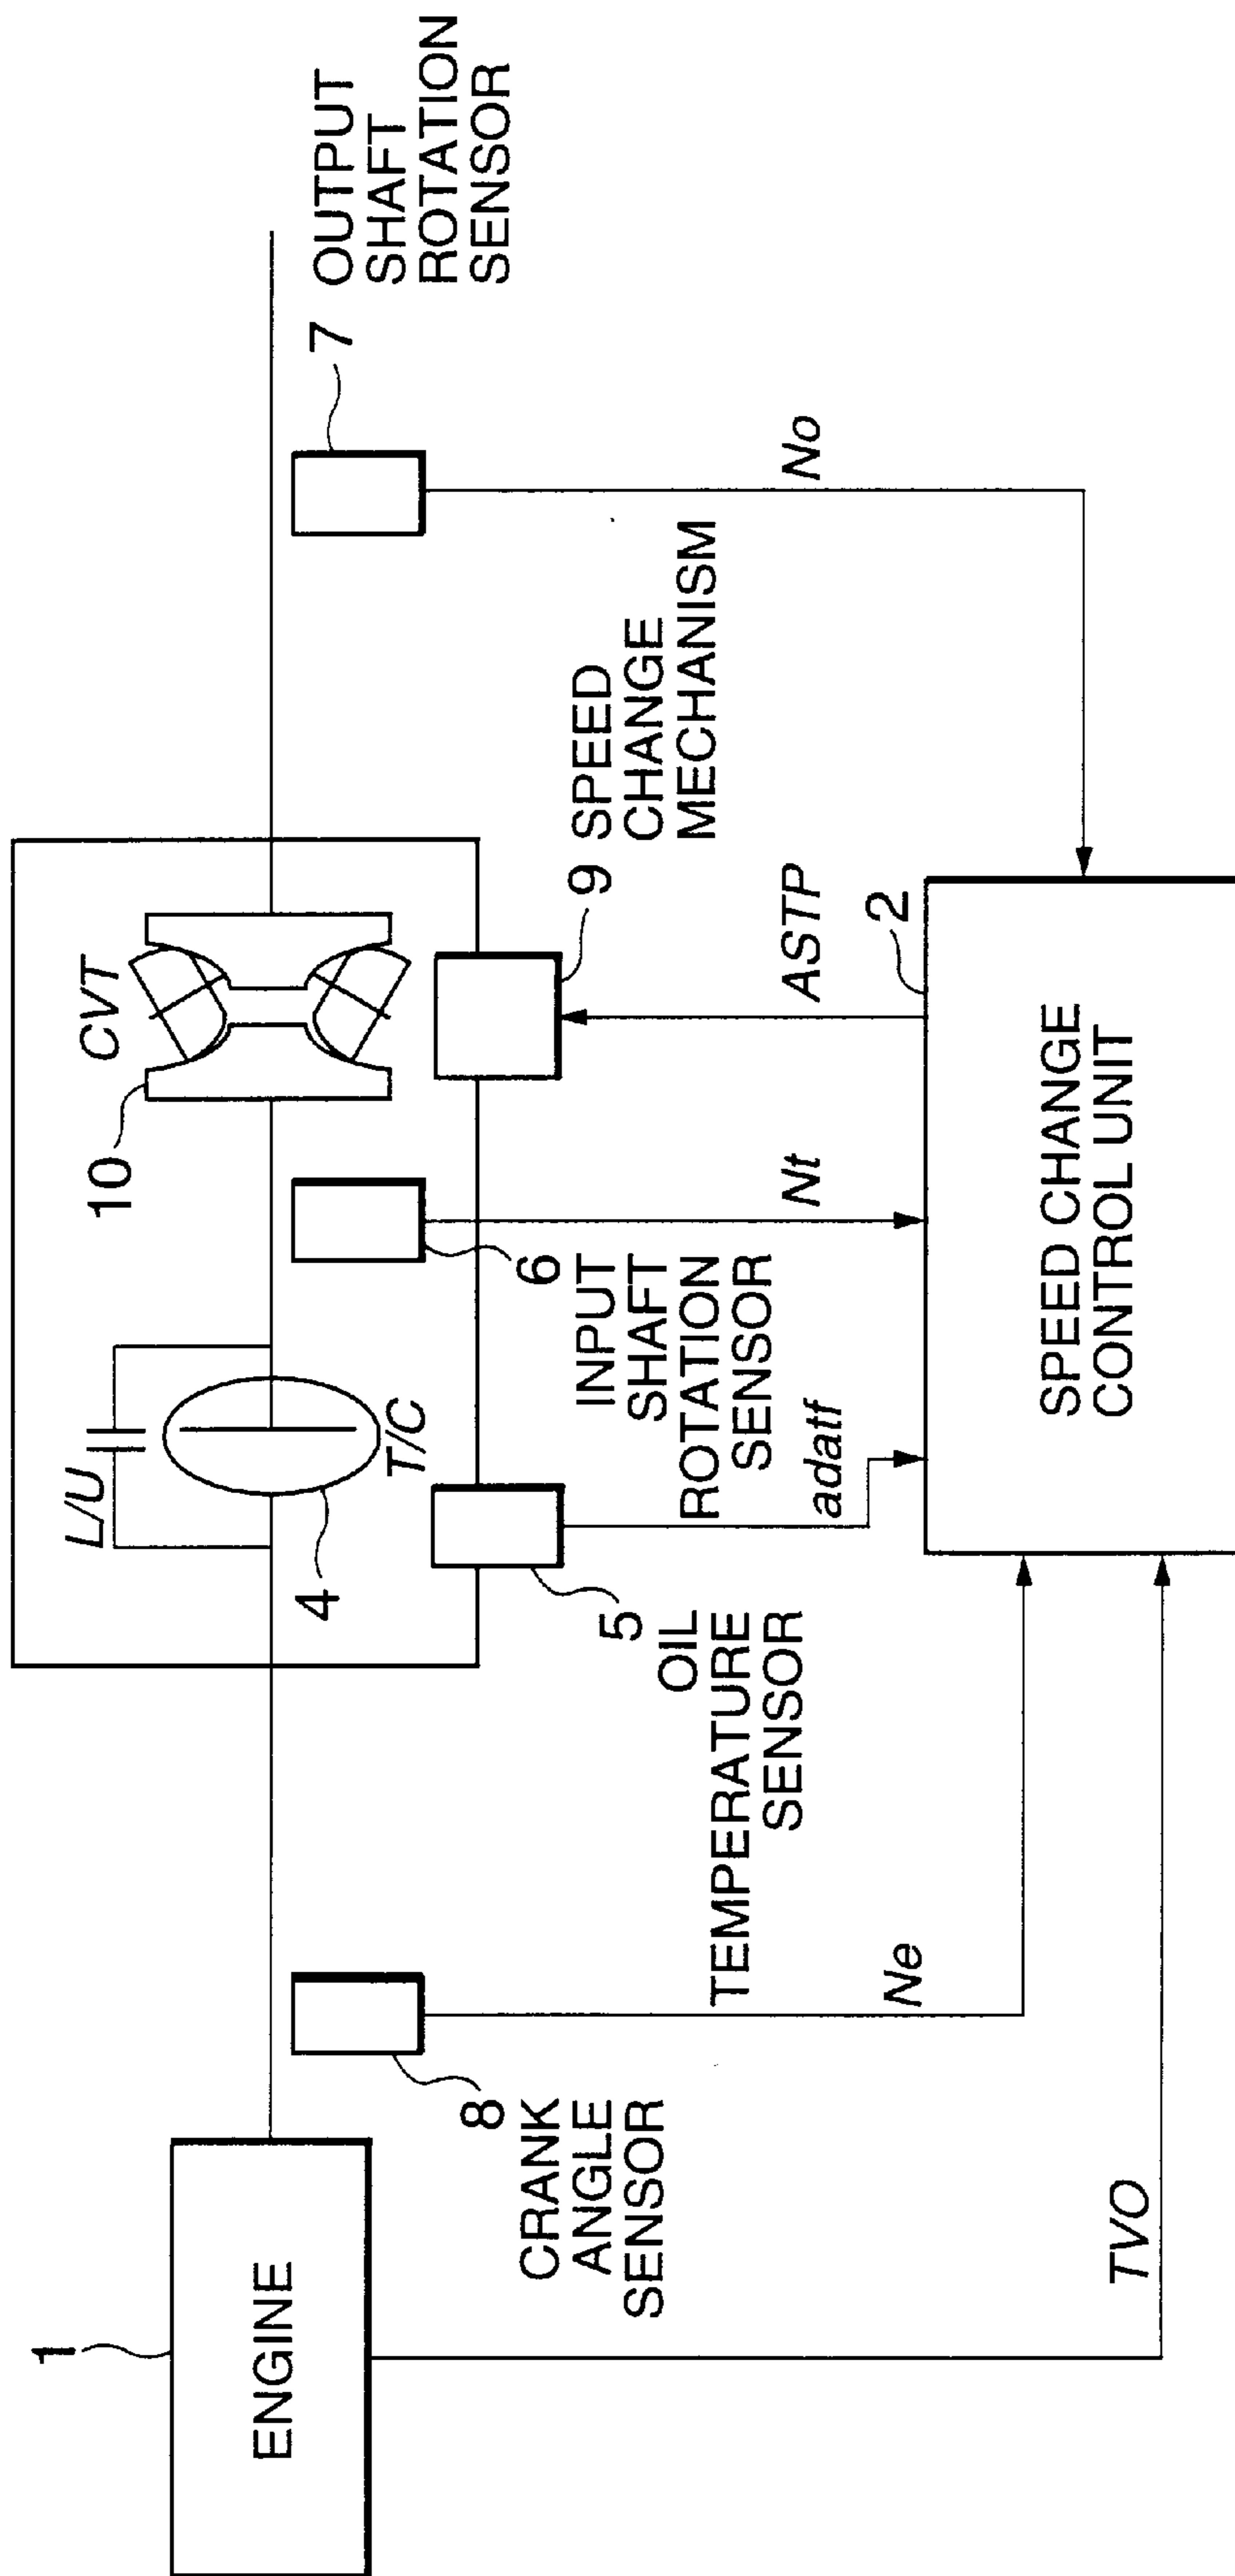 1
ENGINE
8
CRANK
ANGLE
SENSOR
L/U
T/C
4
5
OIL
TEMPERATURE
SENSOR
6
INPUT
SHAFT
ROTATION
SENSOR
10
CVT
9
SPEED
CHANGE
MECHANISM
7
OUTPUT
SHAFT
ROTATION
SENSOR
TVO
Ne
adatf
Nt
ASTP
No
2
SPEED CHANGE
CONTROL UNIT